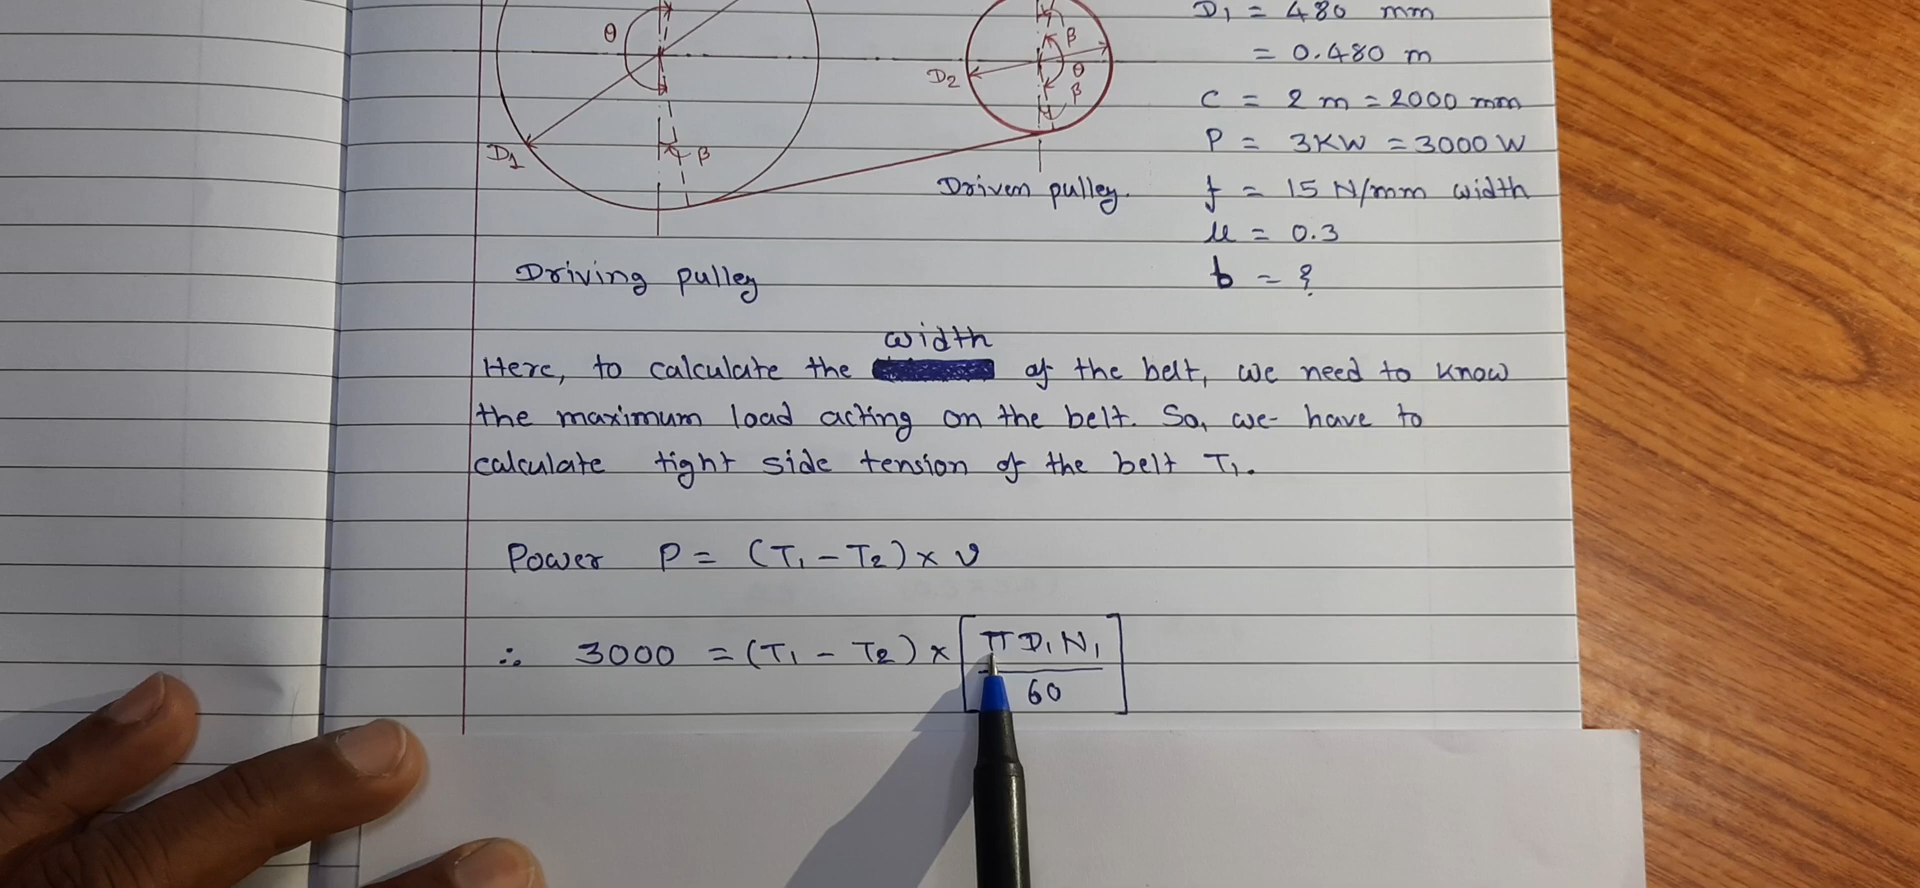 D₁ = 480 mm
= 0.480 m
C = 2 m = 2000 mm
P = 3KW = 3000 W
f = 15 N/mm width
μ = 0.3
b = ?
θ
D₁
β
D₂
β
θ
β
Driven pulley.
Driving pulley
width
Here, to calculate the of the belt, we need to know
the maximum load acting on the belt. So, we have to
calculate tight side tension of the belt T₁.
Power P = (T₁ - T₂) × v
∴ 3000 = (T₁ - T₂) × [πD₁N₁
60]